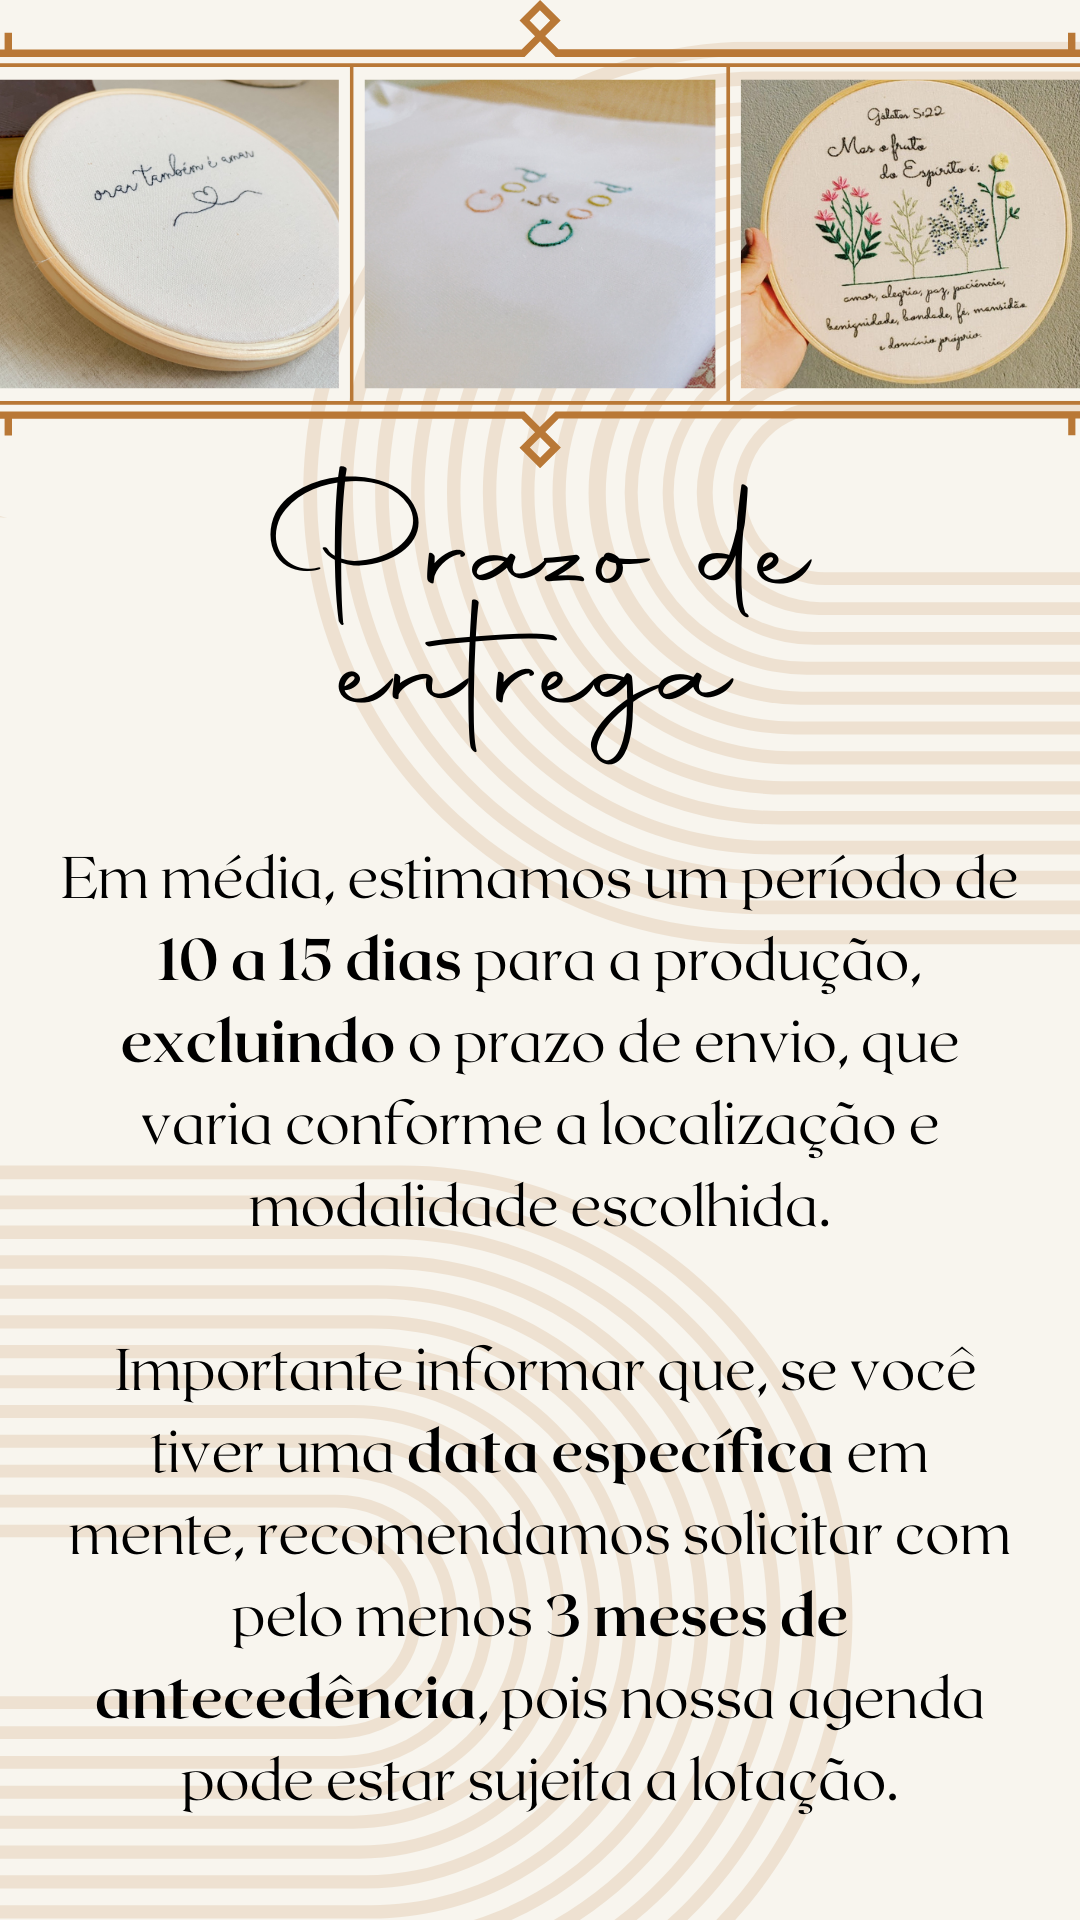 orar também é amar
God
is
Good
Gálatas 5:22
Mas o fruto
do Espírito é:
amor, alegria, paz, paciência,
benignidade, bondade, fé, mansidão
e domínio próprio.
Prazo de
entrega
Em média, estimamos um período de
10 a 15 dias para a produção,
excluindo o prazo de envio, que
varia conforme a localização e
modalidade escolhida.
Importante informar que, se você
tiver uma data específica em
mente, recomendamos solicitar com
pelo menos 3 meses de
antecedência, pois nossa agenda
pode estar sujeita a lotação.